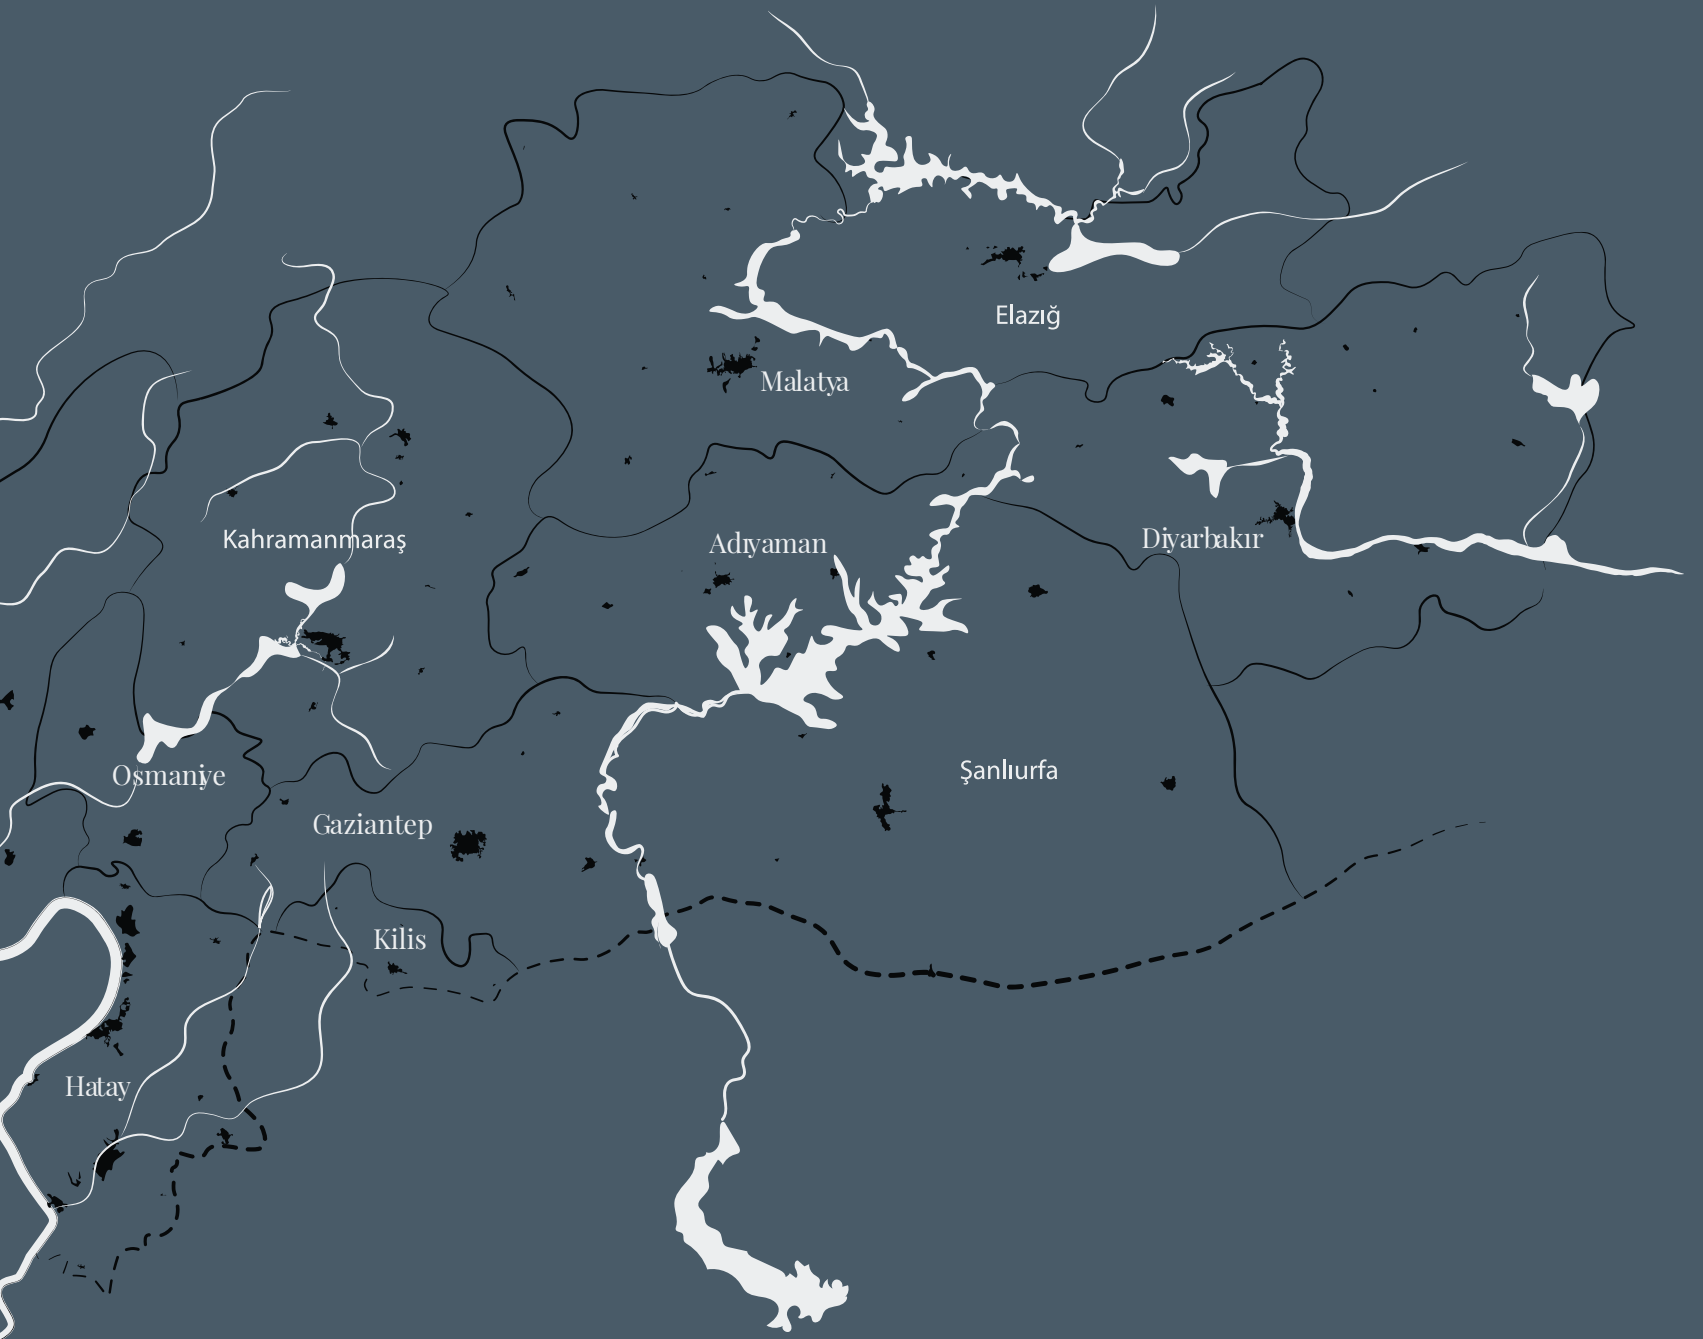 Elazığ
Malatya
Kahramanmaraş
Adıyaman
Diyarbakır
Osmaniye
Şanlıurfa
Gaziantep
Kilis
Hatay